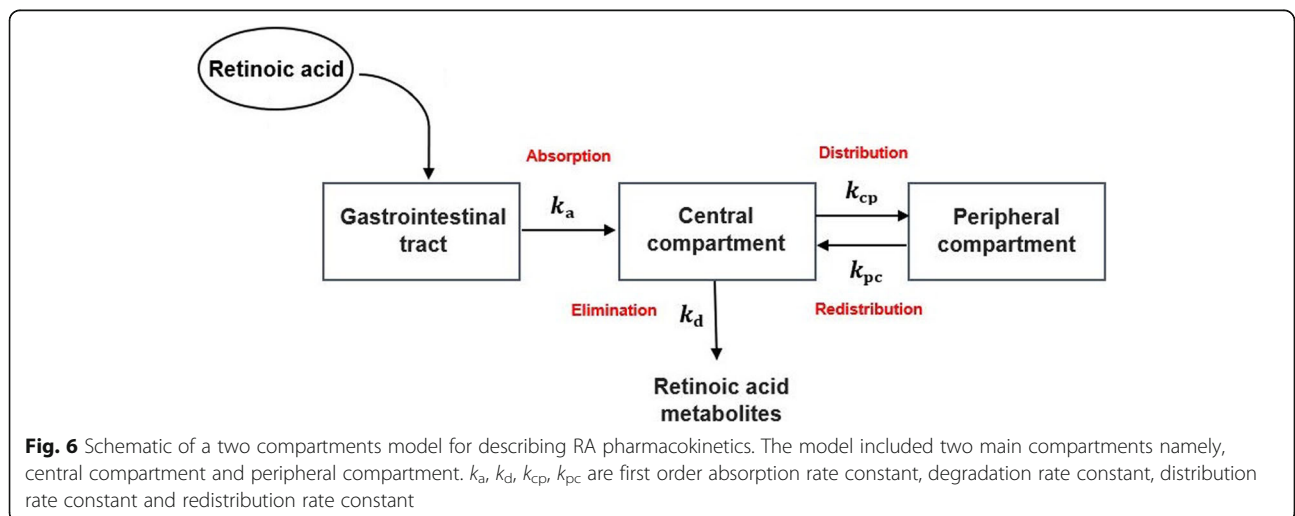 Retinoic acid
Absorption
Distribution
Gastrointestinal
tract
k_a
Central
compartment
k_cp
Peripheral
compartment
k_pc
Elimination
k_d
Redistribution
Retinoic acid
metabolites
Fig. 6 Schematic of a two compartments model for describing RA pharmacokinetics. The model included two main compartments namely,
central compartment and peripheral compartment. k_a, k_d, k_cp, k_pc are first order absorption rate constant, degradation rate constant, distribution
rate constant and redistribution rate constant